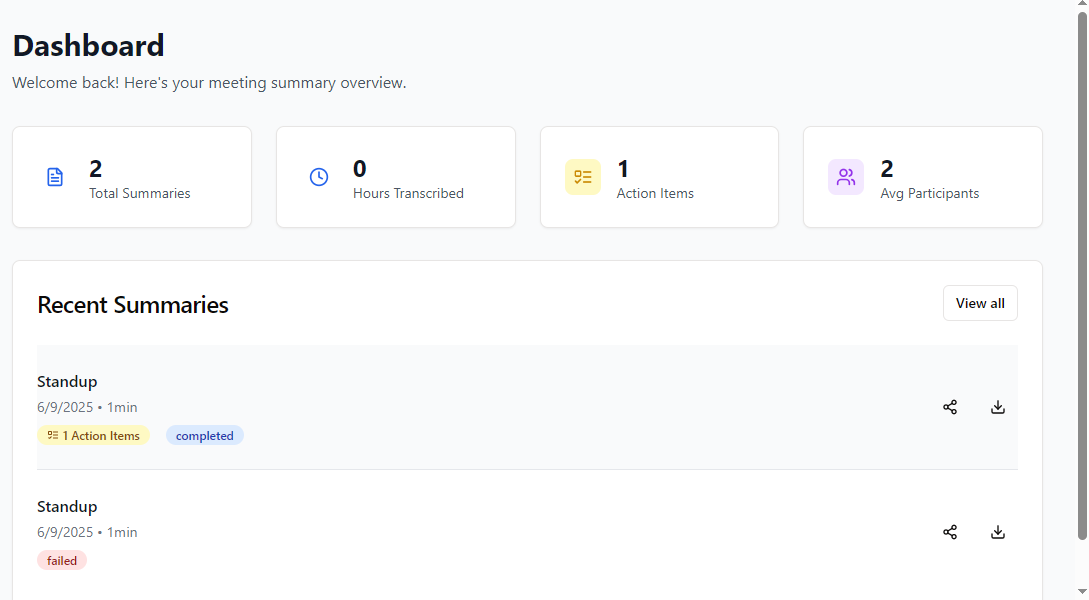 Dashboard
Welcome back! Here's your meeting summary overview.
2
Total Summaries
0
Hours Transcribed
1
Action Items
2
Avg Participants
Recent Summaries
View all
Standup
6/9/2025 • 1min
1 Action Items
completed
Standup
6/9/2025 • 1min
failed